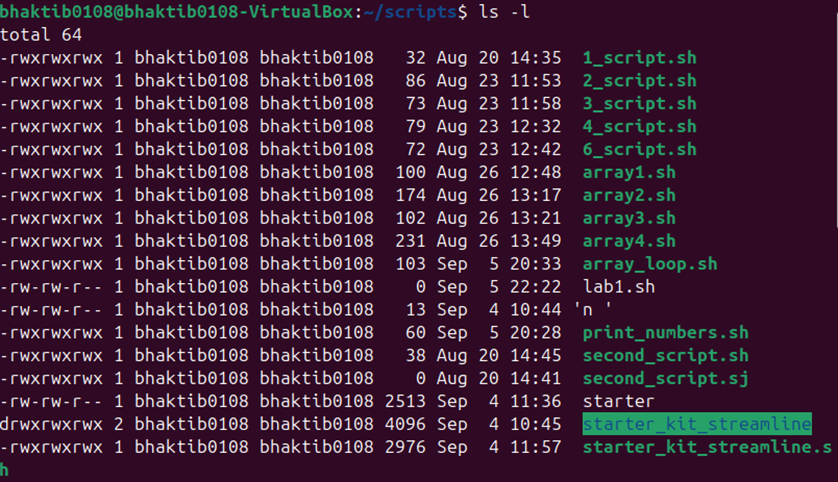 bhaktib0108@bhaktib0108-VirtualBox:~/scripts$ ls -l
total 64
-rwxrwxrwx 1 bhaktib0108 bhaktib0108   32 Aug 20 14:35  1_script.sh
-rwxrwxrwx 1 bhaktib0108 bhaktib0108   86 Aug 23 11:53  2_script.sh
-rwxrwxrwx 1 bhaktib0108 bhaktib0108   73 Aug 23 11:58  3_script.sh
-rwxrwxrwx 1 bhaktib0108 bhaktib0108   79 Aug 23 12:32  4_script.sh
-rwxrwxrwx 1 bhaktib0108 bhaktib0108   72 Aug 23 12:42  6_script.sh
-rwxrwxrwx 1 bhaktib0108 bhaktib0108  100 Aug 26 12:48  array1.sh
-rwxrwxrwx 1 bhaktib0108 bhaktib0108  174 Aug 26 13:17  array2.sh
-rwxrwxrwx 1 bhaktib0108 bhaktib0108  102 Aug 26 13:21  array3.sh
-rwxrwxrwx 1 bhaktib0108 bhaktib0108  231 Aug 26 13:49  array4.sh
-rwxrwxrwx 1 bhaktib0108 bhaktib0108  103 Sep  5 20:33  array_loop.sh
-rw-rw-r-- 1 bhaktib0108 bhaktib0108    0 Sep  5 22:22  lab1.sh
-rw-rw-r-- 1 bhaktib0108 bhaktib0108   13 Sep  4 10:44 'n '
-rwxrwxrwx 1 bhaktib0108 bhaktib0108   60 Sep  5 20:28  print_numbers.sh
-rwxrwxrwx 1 bhaktib0108 bhaktib0108   38 Aug 20 14:45  second_script.sh
-rwxrwxrwx 1 bhaktib0108 bhaktib0108    0 Aug 20 14:41  second_script.sj
-rw-rw-r-- 1 bhaktib0108 bhaktib0108 2513 Sep  4 11:36  starter
drwxrwxrwx 2 bhaktib0108 bhaktib0108 4096 Sep  4 10:45  starter_kit_streamline
-rwxrwxrwx 1 bhaktib0108 bhaktib0108 2976 Sep  4 11:57  starter_kit_streamline.s
h